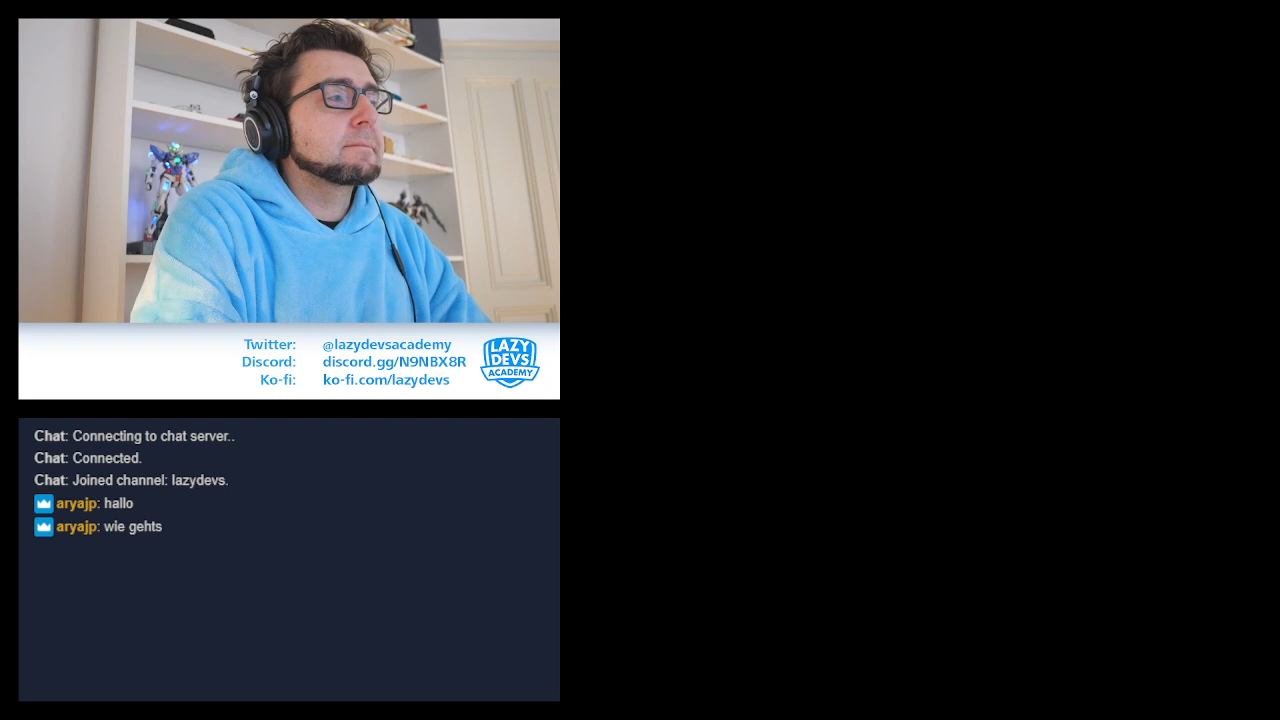 Twitter: @lazydevsacademy
Discord: discord.gg/N9NBX8R
Ko-fi: ko-fi.com/lazydevs
LAZY
DEVS
ACADEMY
Chat: Connecting to chat server..
Chat: Connected.
Chat: Joined channel: lazydevs.
aryajp: hallo
aryajp: wie gehts